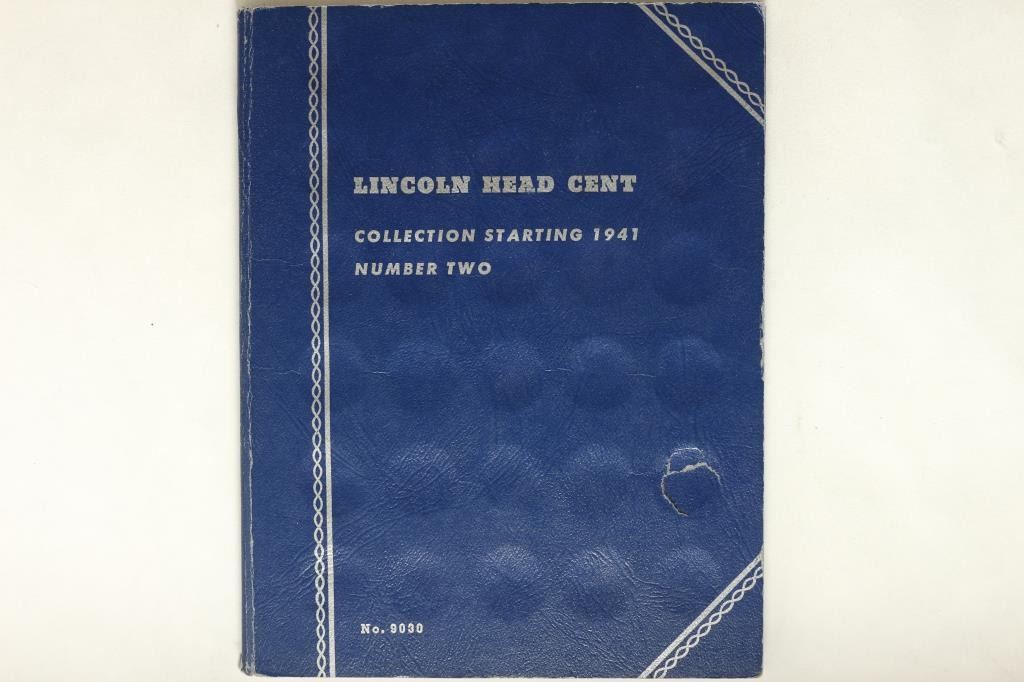 LINCOLN HEAD CENT
COLLECTION STARTING 1941
NUMBER TWO
No. 9030